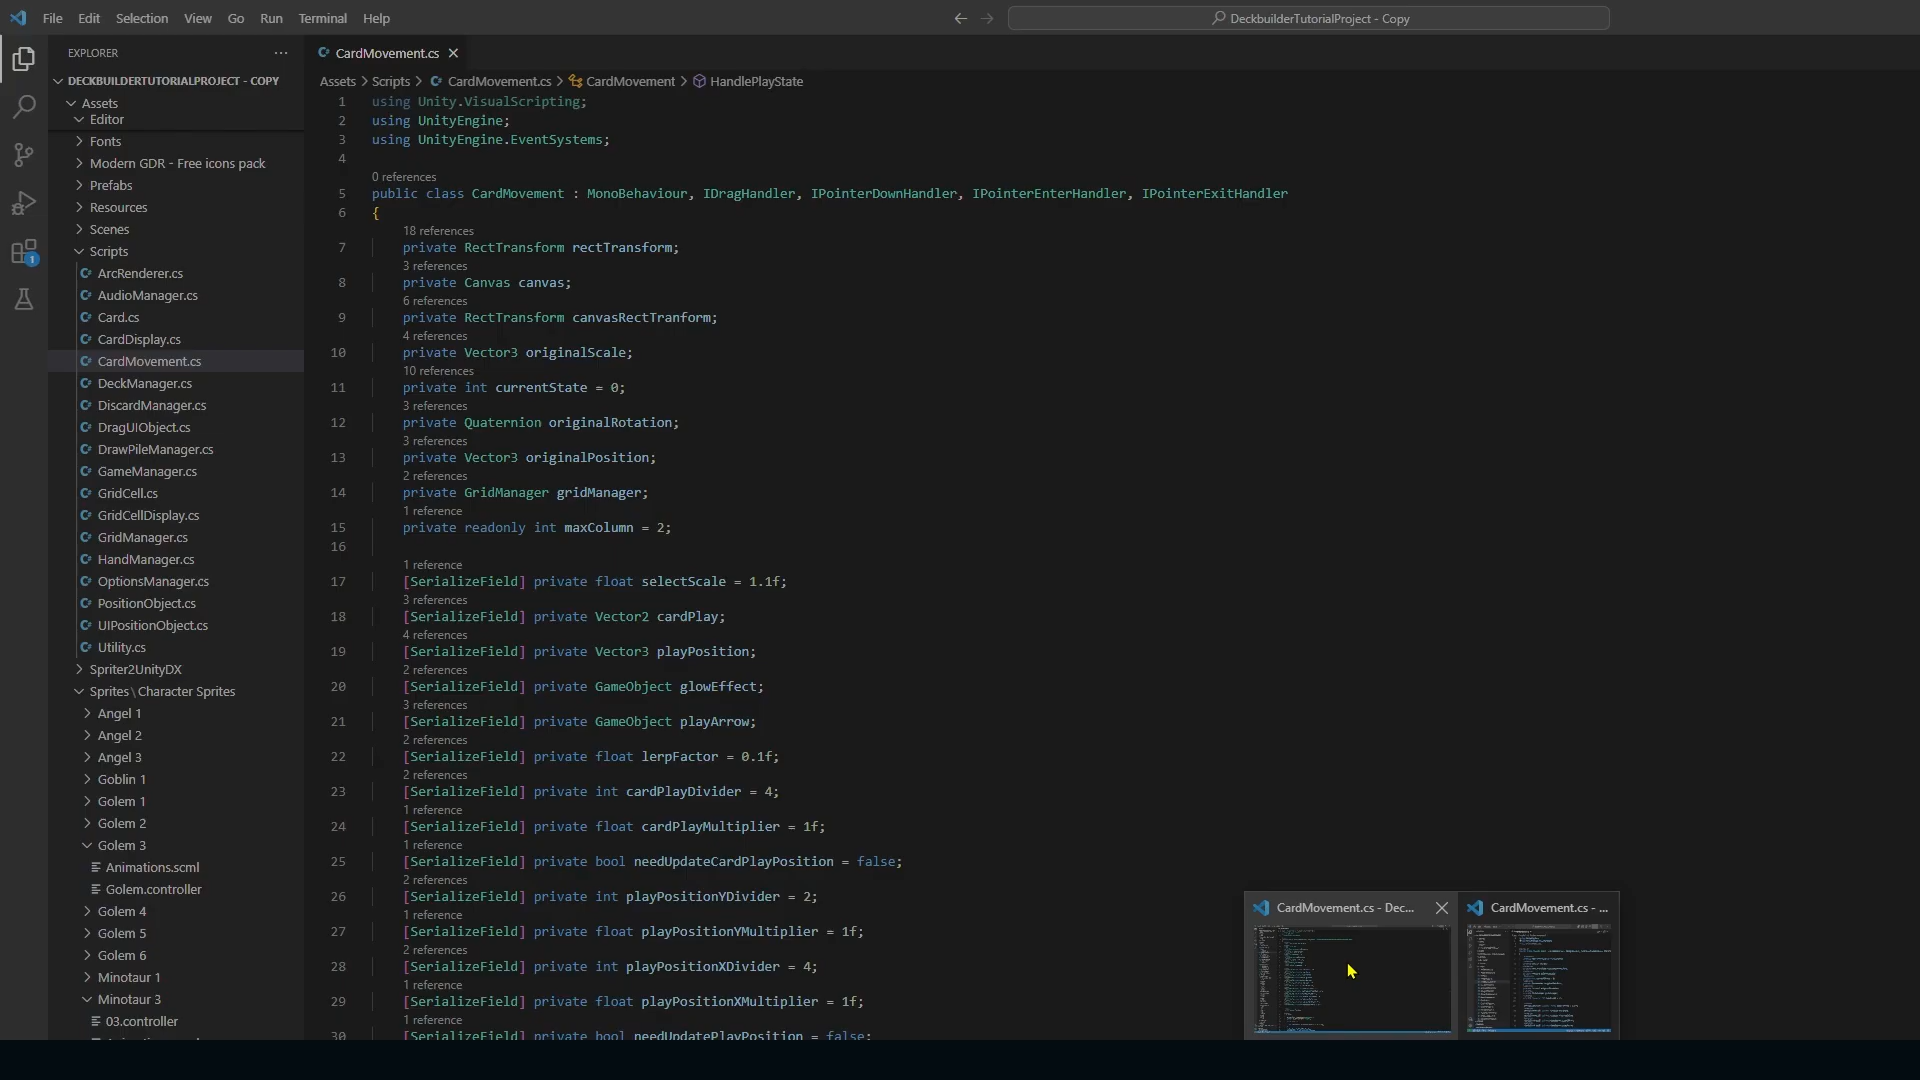 File Edit Selection View Go Run Terminal Help
DeckbuilderTutorialProject - Copy
EXPLORER
CardMovement.cs
DECKBUILDERTUTORIALPROJECT - COPY
Assets
Editor
Fonts
Modern GDR - Free icons pack
Prefabs
Resources
Scenes
Scripts
ArcRenderer.cs
AudioManager.cs
Card.cs
CardDisplay.cs
CardMovement.cs
DeckManager.cs
DiscardManager.cs
DragUIObject.cs
DrawPileManager.cs
GameManager.cs
GridCell.cs
GridCellDisplay.cs
GridManager.cs
HandManager.cs
OptionsManager.cs
PositionObject.cs
UIPositionObject.cs
Utility.cs
Spriter2UnityDX
Sprites\Character Sprites
Angel 1
Angel 2
Angel 3
Goblin 1
Golem 1
Golem 2
Golem 3
Animations.scml
Golem.controller
Golem 4
Golem 5
Golem 6
Minotaur 1
Minotaur 3
03.controller
1
Assets > Scripts > CardMovement.cs > CardMovement > HandlePlayState
1 using Unity.VisualScripting;
2 using UnityEngine;
3 using UnityEngine.EventSystems;
4
0 references
5 public class CardMovement : MonoBehaviour, IDragHandler, IPointerDownHandler, IPointerEnterHandler, IPointerExitHandler
6 {
18 references
7 private RectTransform rectTransform;
3 references
8 private Canvas canvas;
6 references
9 private RectTransform canvasRectTranform;
4 references
10 private Vector3 originalScale;
10 references
11 private int currentState = 0;
3 references
12 private Quaternion originalRotation;
3 references
13 private Vector3 originalPosition;
2 references
14 private GridManager gridManager;
1 reference
15 private readonly int maxColumn = 2;
16
1 reference
17 [SerializeField] private float selectScale = 1.1f;
3 references
18 [SerializeField] private Vector2 cardPlay;
4 references
19 [SerializeField] private Vector3 playPosition;
2 references
20 [SerializeField] private GameObject glowEffect;
3 references
21 [SerializeField] private GameObject playArrow;
2 references
22 [SerializeField] private float lerpFactor = 0.1f;
2 references
23 [SerializeField] private int cardPlayDivider = 4;
1 reference
24 [SerializeField] private float cardPlayMultiplier = 1f;
1 reference
25 [SerializeField] private bool needUpdateCardPlayPosition = false;
2 references
26 [SerializeField] private int playPositionYDivider = 2;
1 reference
27 [SerializeField] private float playPositionYMultiplier = 1f;
2 references
28 [SerializeField] private int playPositionXDivider = 4;
1 reference
29 [SerializeField] private float playPositionXMultiplier = 1f;
1 reference
30 [SerializeField] private bool needUpdatePlayPosition = false;
CardMovement.cs - Dec...
CardMovement.cs - ...